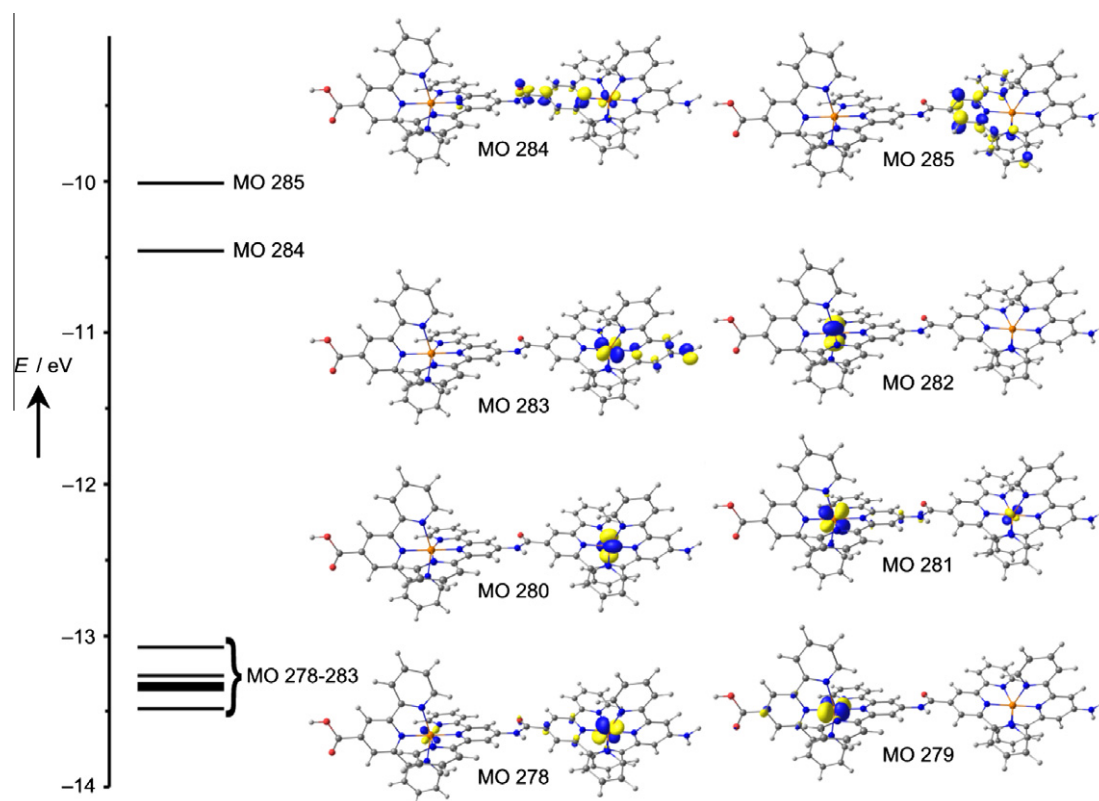 MO 284
MO 285
–10
MO 285
MO 284
–11
E / eV
MO 283
MO 282
–12
MO 280
MO 281
–13
MO 278-283
MO 278
MO 279
–14